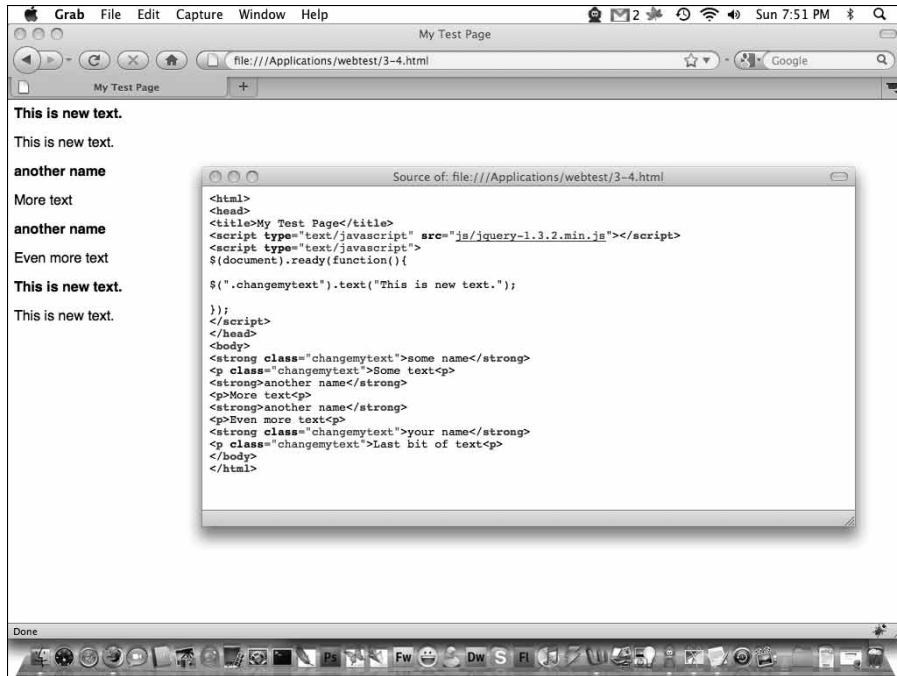 Grab File Edit Capture Window Help 2 Sun 7:51 PM
My Test Page
file:///Applications/webtest/3-4.html Google
My Test Page +
This is new text.
This is new text.
another name
More text
another name
Even more text
This is new text.
This is new text.
Source of: file:///Applications/webtest/3-4.html
<html>
<head>
<title>My Test Page</title>
<script type="text/javascript" src="js/jquery-1.3.2.min.js"></script>
<script type="text/javascript">
$(document).ready(function(){
$(".changemytext").text("This is new text.");
});
</script>
</head>
<body>
<strong class="changemytext">some name</strong>
<p class="changemytext">Some text<p>
<strong>another name</strong>
<p>More text<p>
<strong>another name</strong>
<p>Even more text<p>
<strong class="changemytext">your name</strong>
<p class="changemytext">Last bit of text<p>
</body>
</html>
Done
Ps Fw Dw S Fl